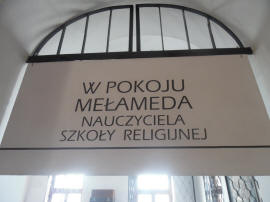 W POKOJU
MEŁAMEDA
NAUCZYCIELA
SZKOŁY RELIGIJNEJ